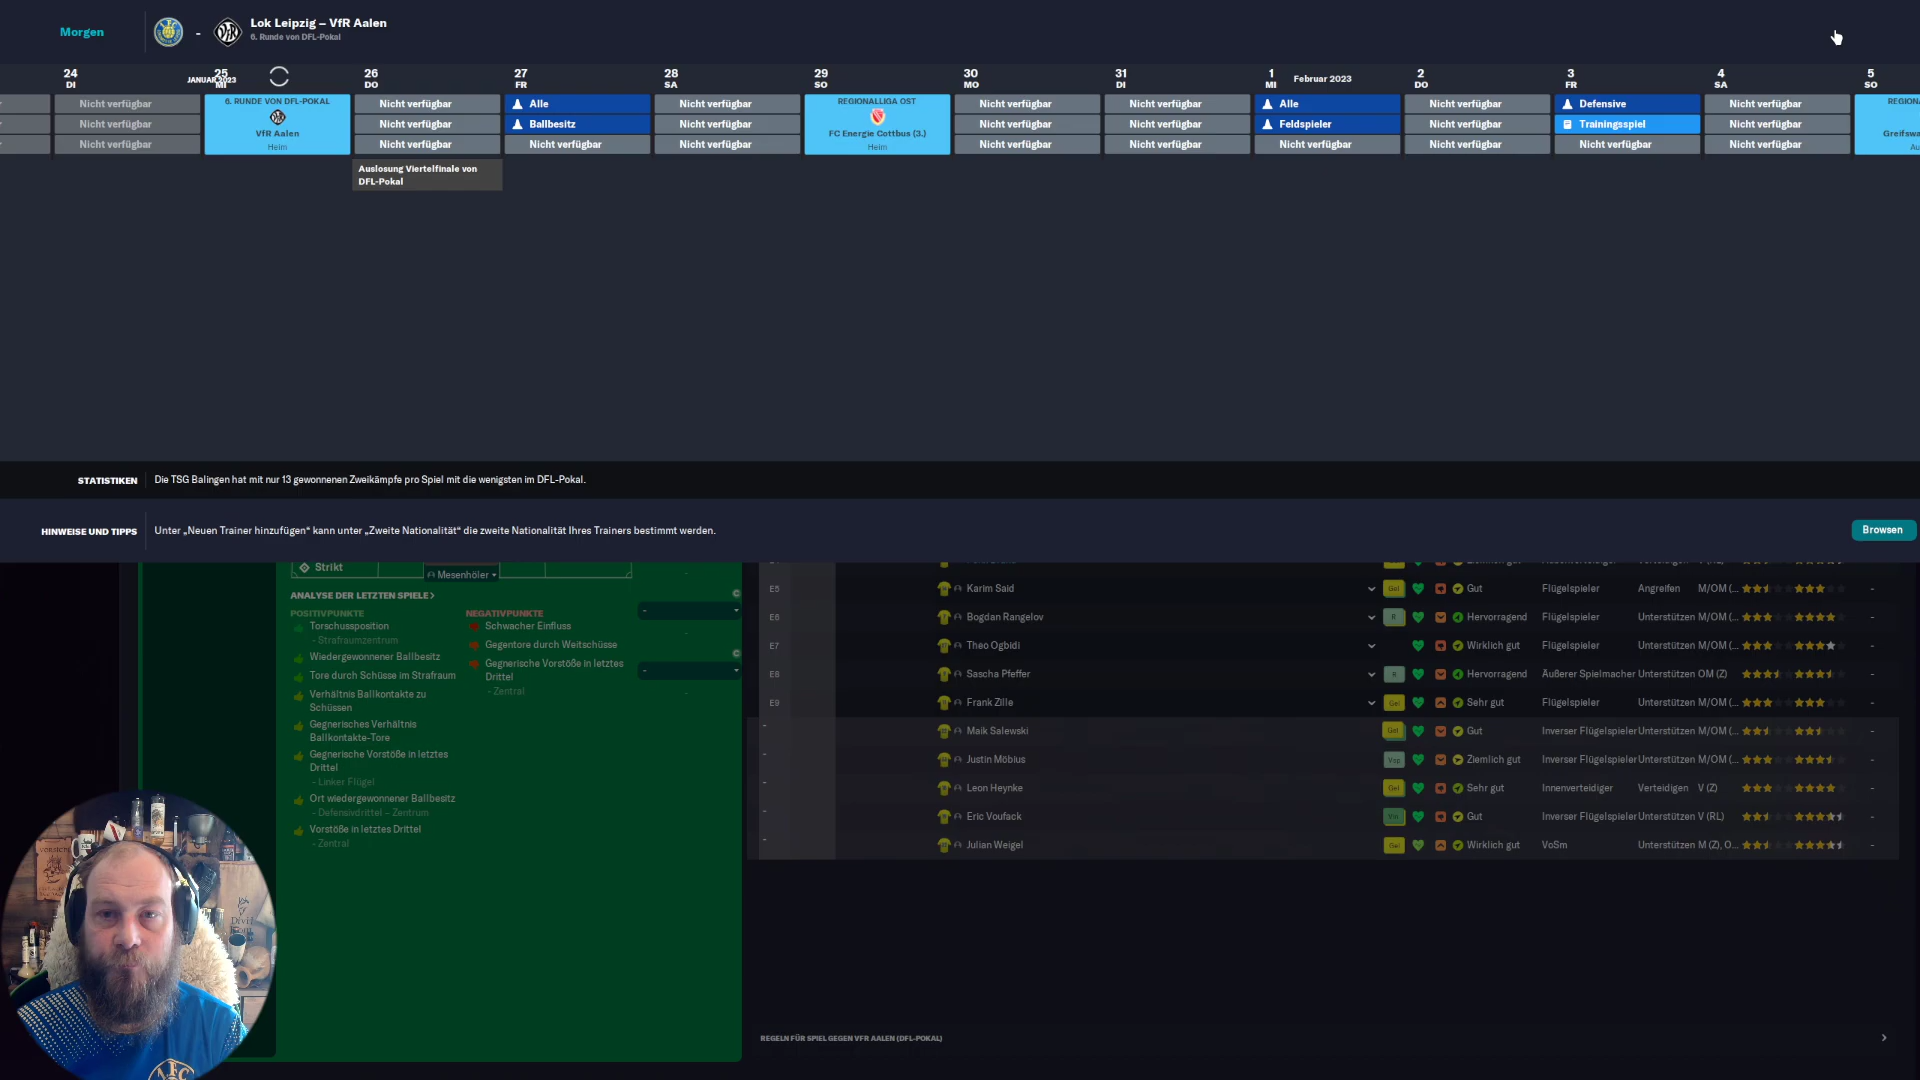 Morgen
-
Lok Leipzig – VfR Aalen
6. Runde von DFL-Pokal
24
DI
JANUAR 2023
25
MI
26
DO
27
FR
28
SA
29
SO
30
MO
31
DI
1
MI
Februar 2023
2
DO
3
FR
4
SA
5
SO
Nicht verfügbar
Nicht verfügbar
Nicht verfügbar
6. RUNDE VON DFL-POKAL
VfR Aalen
Heim
Nicht verfügbar
Nicht verfügbar
Nicht verfügbar
Auslosung Viertelfinale von
DFL-Pokal
Alle
Ballbesitz
Nicht verfügbar
Nicht verfügbar
Nicht verfügbar
Nicht verfügbar
REGIONALLIGA OST
FC Energie Cottbus (3.)
Heim
Nicht verfügbar
Nicht verfügbar
Nicht verfügbar
Nicht verfügbar
Nicht verfügbar
Nicht verfügbar
Alle
Feldspieler
Nicht verfügbar
Nicht verfügbar
Nicht verfügbar
Nicht verfügbar
Defensive
Trainingsspiel
Nicht verfügbar
Nicht verfügbar
Nicht verfügbar
Nicht verfügbar
REGION
Greifswa
Au
STATISTIKEN
Die TSG Balingen hat mit nur 13 gewonnenen Zweikämpfe pro Spiel mit die wenigsten im DFL-Pokal.
HINWEISE UND TIPPS
Unter „Neuen Trainer hinzufügen“ kann unter „Zweite Nationalität“ die zweite Nationalität Ihres Trainers bestimmt werden.
Browsen
Strikt
Mesenhöler
ANALYSE DER LETZTEN SPIELE
POSITIVPUNKTE
Torschussposition
- Strafraumzentrum
Wiedergewonnener Ballbesitz
Tore durch Schüsse im Strafraum
Verhältnis Ballkontakte zu
Schüssen
Gegnerisches Verhältnis
Ballkontakte-Tore
Gegnerische Vorstöße in letztes
Drittel
- Linker Flügel
Ort wiedergewonnener Ballbesitz
- Defensivdrittel – Zentrum
Vorstöße in letztes Drittel
- Zentral
NEGATIVPUNKTE
Schwacher Einfluss
Gegentore durch Weitschüsse
Gegnerische Vorstöße in letztes
Drittel
- Zentral
E5 Karim Said Gel Gut Flügelspieler Angreifen M/OM (... -
E6 Bogdan Rangelov R Hervorragend Flügelspieler Unterstützen M/OM (... -
E7 Theo Ogbidi Wirklich gut Flügelspieler Unterstützen M/OM (... -
E8 Sascha Pfeffer R Hervorragend Äußerer Spielmacher Unterstützen OM (Z) -
E9 Frank Zille Gel Sehr gut Flügelspieler Unterstützen M/OM (... -
- Maik Salewski Gel Gut Inverser Flügelspieler Unterstützen M/OM (... -
- Justin Möbius Ziemlich gut Inverser Flügelspieler Unterstützen M/OM (... -
- Leon Heynke Gel Sehr gut Innenverteidiger Verteidigen V (Z) -
- Eric Voufack Gut Inverser Flügelspieler Unterstützen V (RL) -
- Julian Weigel Gel Wirklich gut VoSm Unterstützen M (Z), O... -
REGELN FÜR SPIEL GEGEN VFR AALEN (DFL-POKAL)